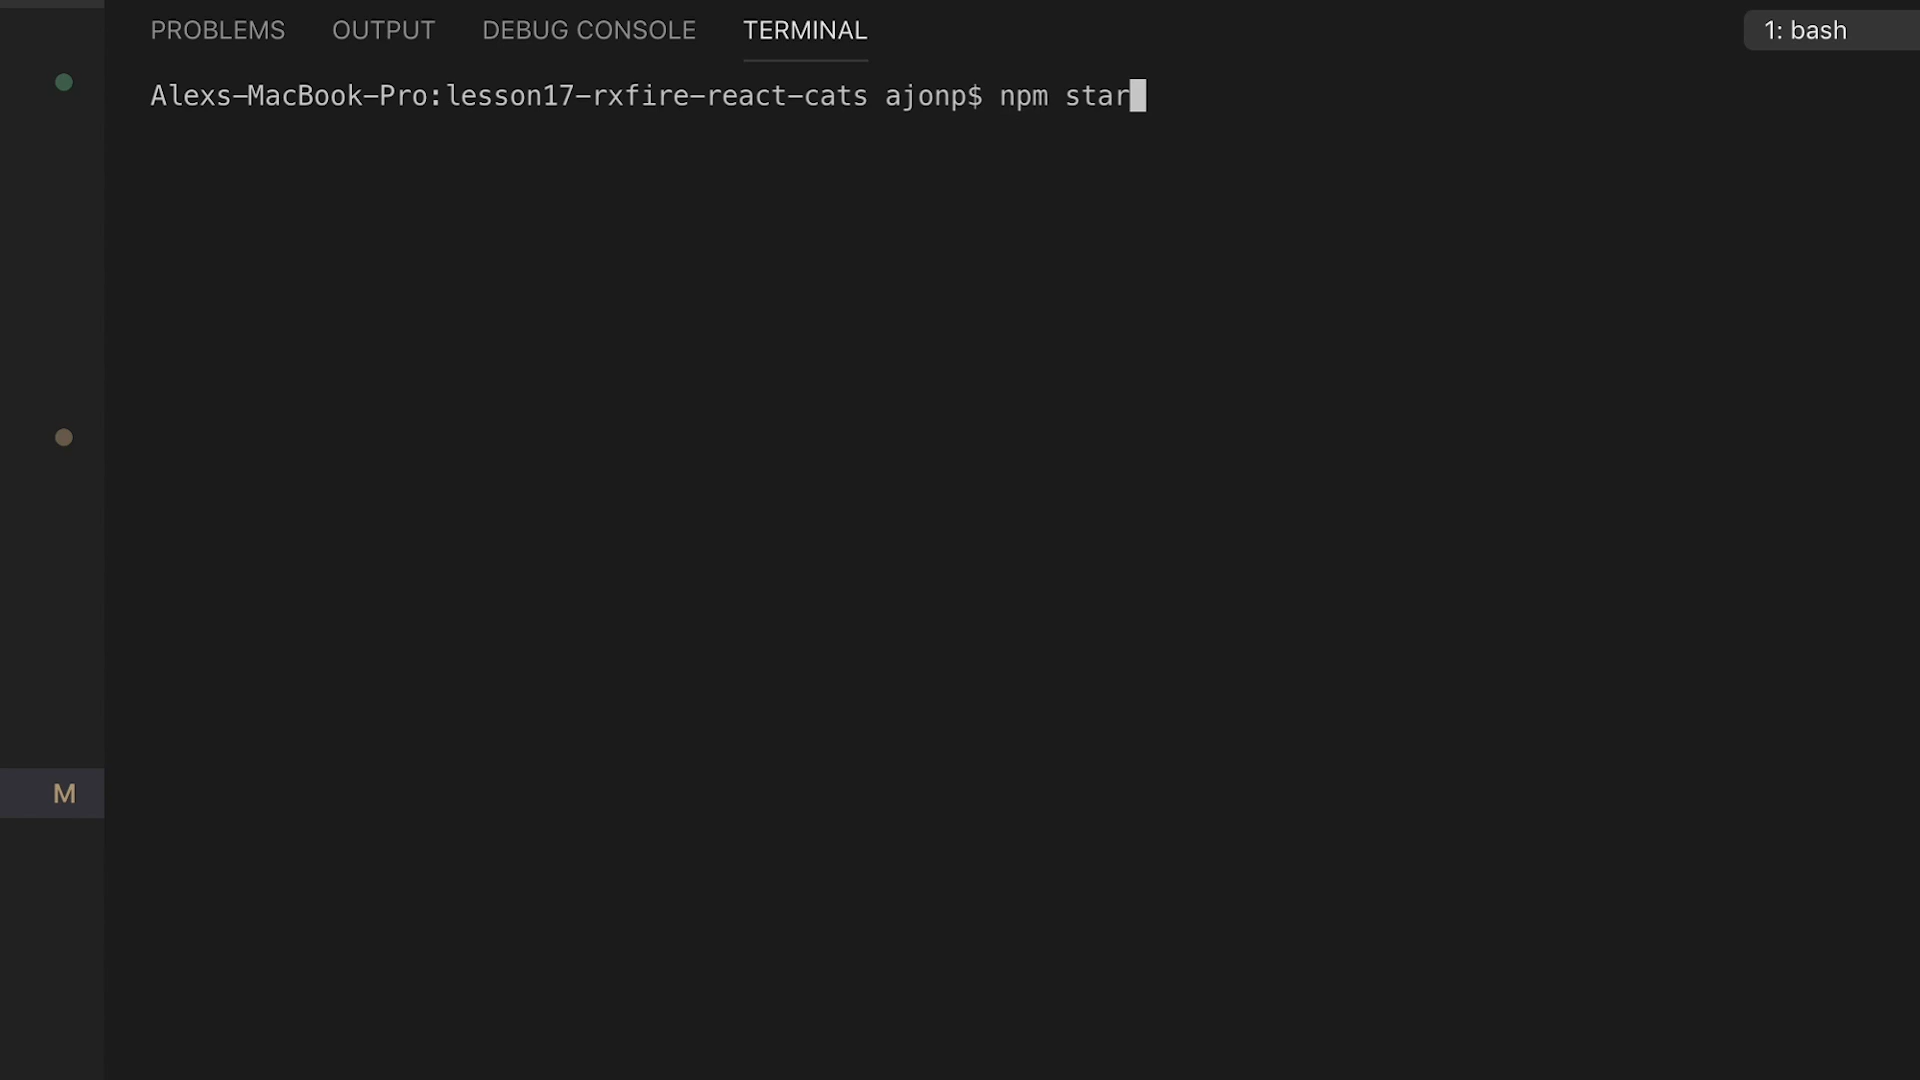 PROBLEMS OUTPUT DEBUG CONSOLE TERMINAL 1: bash
Alexs-MacBook-Pro:lesson17-rxfire-react-cats ajonp$ npm star
M